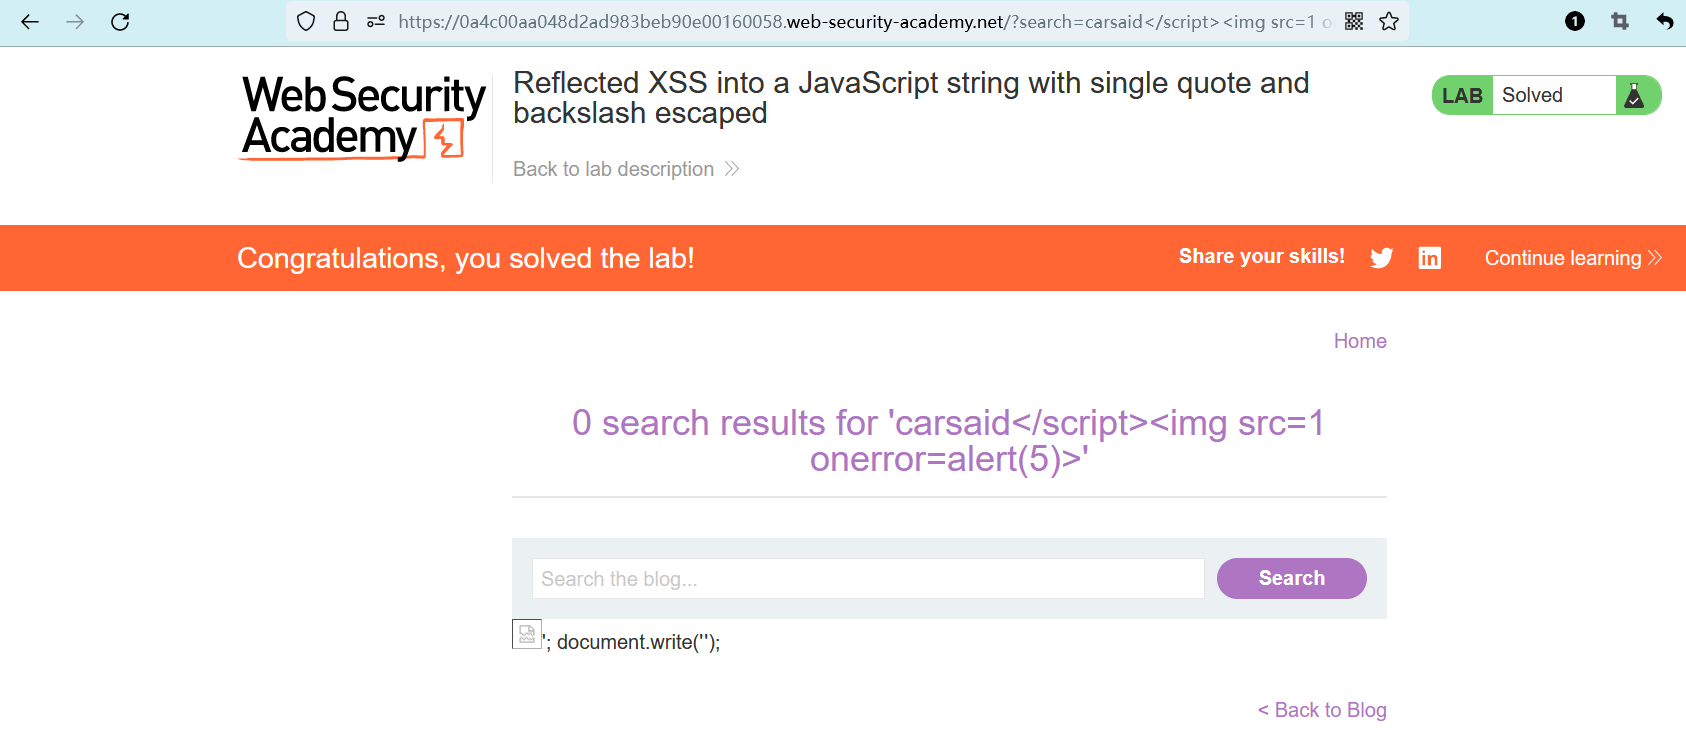 https://0a4c00aa048d2ad983beb90e00160058.web-security-academy.net/?search=carsaid</script><img src=1 o
1
Web Security
Academy
Reflected XSS into a JavaScript string with single quote and
backslash escaped
Back to lab description
LAB Solved
Congratulations, you solved the lab!
Share your skills!
in
Continue learning
Home
0 search results for 'carsaid</script><img src=1
onerror=alert(5)>'
Search the blog...
Search
'; document.write('');
< Back to Blog